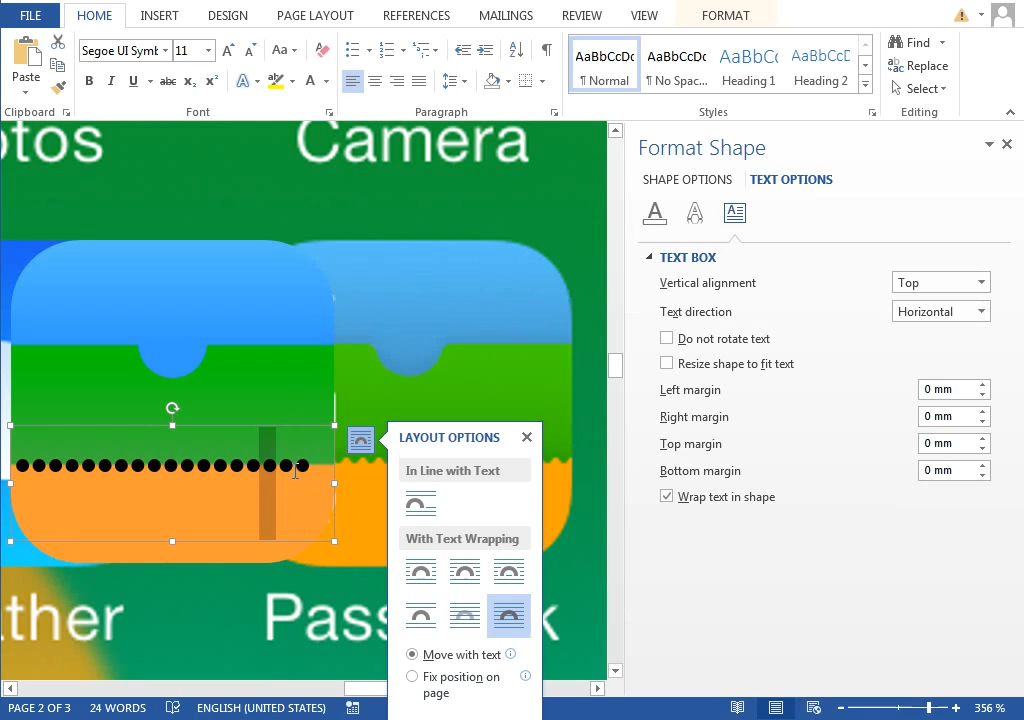 FILE HOME INSERT DESIGN PAGE LAYOUT REFERENCES MAILINGS REVIEW VIEW FORMAT
Paste
Segoe UI Symb 11
Aa
B I U abc x₂ x² A A
AaBbCcDc AaBbCcDc AaBbCc AaBbCcC
¶ Normal ¶ No Spac... Heading 1 Heading 2
Find
Replace
Select
Clipboard Font Paragraph Styles Editing
otos Camera
ther Pass k
LAYOUT OPTIONS
In Line with Text
With Text Wrapping
Move with text
Fix position on
page
Format Shape
SHAPE OPTIONS TEXT OPTIONS
TEXT BOX
Vertical alignment Top
Text direction Horizontal
Do not rotate text
Resize shape to fit text
Left margin 0 mm
Right margin 0 mm
Top margin 0 mm
Bottom margin 0 mm
Wrap text in shape
PAGE 2 OF 3 24 WORDS ENGLISH (UNITED STATES) 356 %